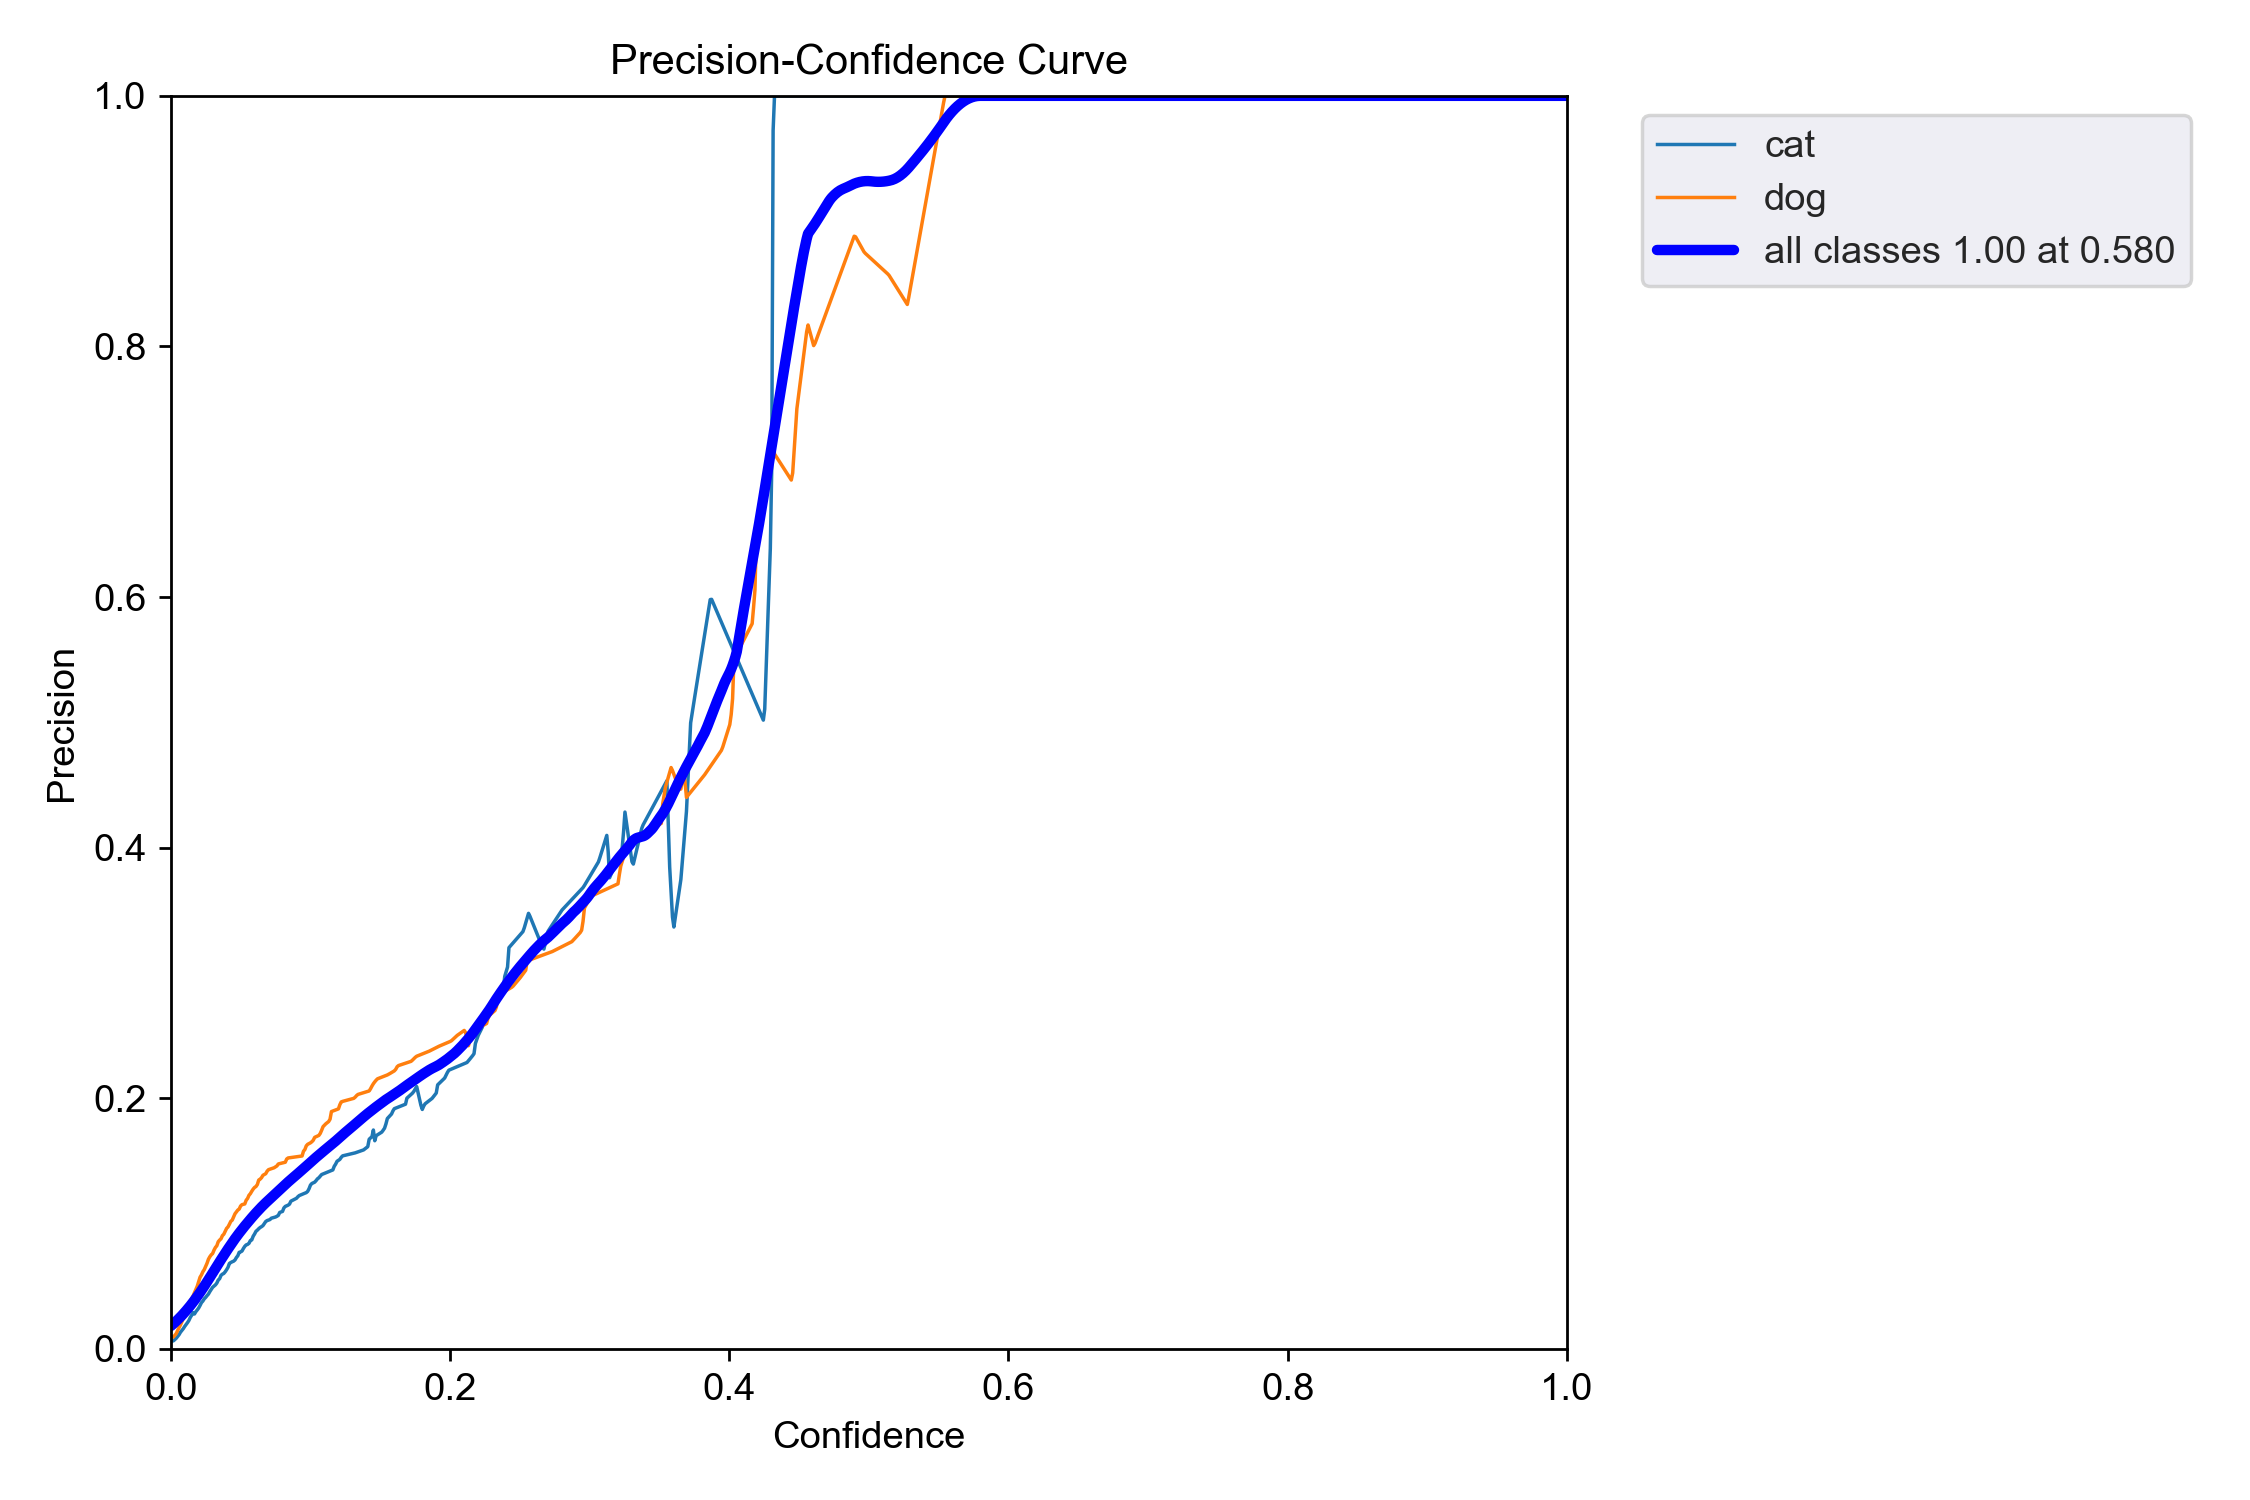 Precision-Confidence Curve
1.0
0.8
0.6
0.4
0.2
0.0
Precision
0.0 0.2 0.4 0.6 0.8 1.0
Confidence
cat
dog
all classes 1.00 at 0.580